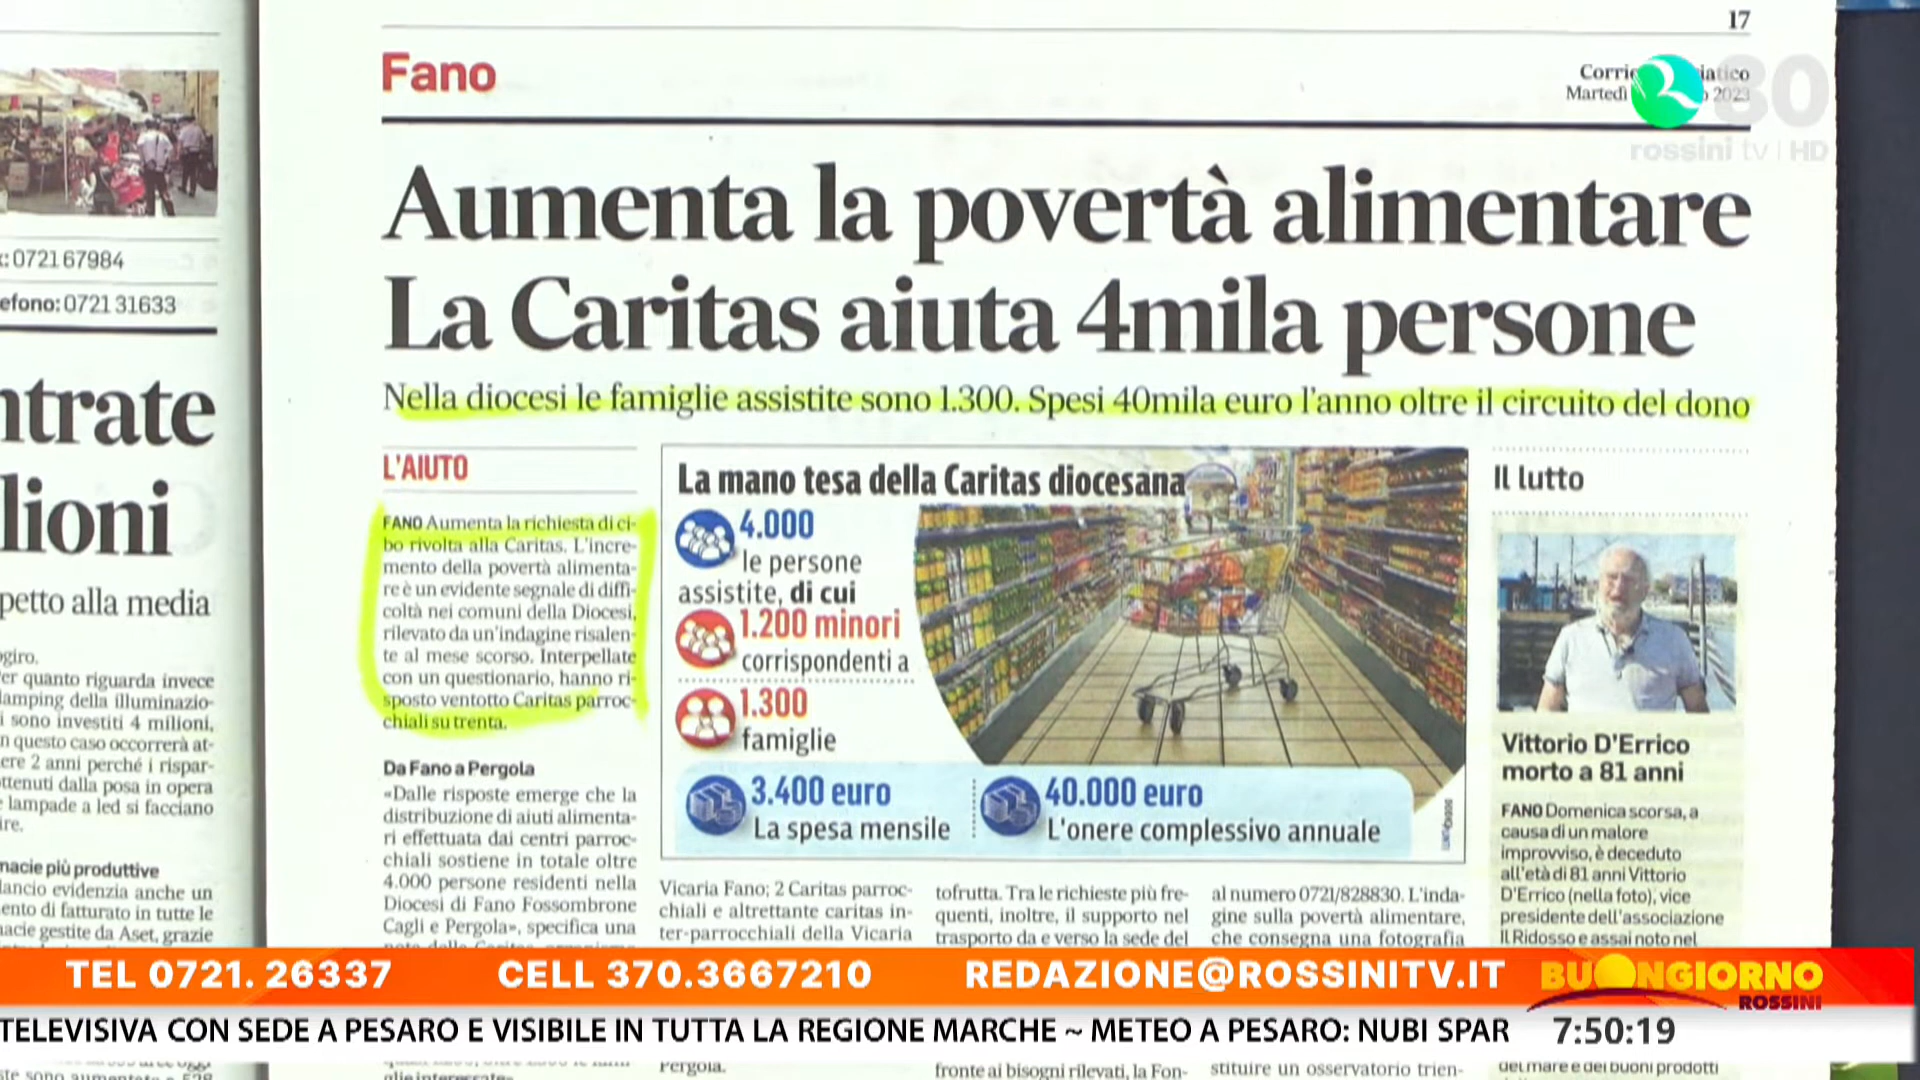 17
Fano
Martedì
2023
80
rossini tv | HD
Aumenta la povertà alimentare
La Caritas aiuta 4mila persone
Nella diocesi le famiglie assistite sono 1.300. Spesi 40mila euro l'anno oltre il circuito del dono
0721 67984
efono: 0721 31633
ntrate
lioni
petto alla media
ogiro.
er quanto riguarda invece
lamping della illuminazio-
i sono investiti 4 milioni,
n questo caso occorrerà at-
ere 2 anni perché i rispar-
ttenuti dalla posa in opera
lampade a led si facciano
ire.
macie più produttive
lancio evidenzia anche un
ento di fatturato in tutte le
macie gestite da Aset, grazie
L'AIUTO
FANO Aumenta la richiesta di ci-
bo rivolta alla Caritas. L'incre-
mento della povertà alimenta-
re è un evidente segnale di diffi-
coltà nei comuni della Diocesi,
rilevato da un'indagine risalen-
te al mese scorso. Interpellate
con un questionario, hanno ri-
sposto ventotto Caritas parroc-
chiali su trenta.
Da Fano a Pergola
«Dalle risposte emerge che la
distribuzione di aiuti alimenta-
ri effettuata dai centri parroc-
chiali sostiene in totale oltre
4.000 persone residenti nella
Diocesi di Fano Fossombrone
Cagli e Pergola», specifica una
La mano tesa della Caritas diocesana
4.000
le persone
assistite, di cui
1.200 minori
corrispondenti a
1.300
famiglie
3.400 euro
La spesa mensile
40.000 euro
L'onere complessivo annuale
Vicaria Fano; 2 Caritas parroc-
chiali e altrettante caritas in-
ter-parrocchiali della Vicaria
Pergola.
tofrutta. Tra le richieste più fre-
quenti, inoltre, il supporto nel
trasporto da e verso la sede del
fronte ai bisogni rilevati, la Fon-
al numero 0721/828830. L'inda-
gine sulla povertà alimentare,
che consegna una fotografia
stituire un osservatorio trien-
Il lutto
Vittorio D'Errico
morto a 81 anni
FANO Domenica scorsa, a
causa di un malore
improvviso, è deceduto
all'età di 81 anni Vittorio
D'Errico (nella foto), vice
presidente dell'associazione
Il Ridosso e assai noto nel
del mare e dei buoni prodotti
TEL 0721. 26337 CELL 370.3667210 REDAZIONE@ROSSINITV.IT
BUONGIORNO
ROSSINI
TELEVISIVA CON SEDE A PESARO E VISIBILE IN TUTTA LA REGIONE MARCHE ~ METEO A PESARO: NUBI SPAR
7:50:19